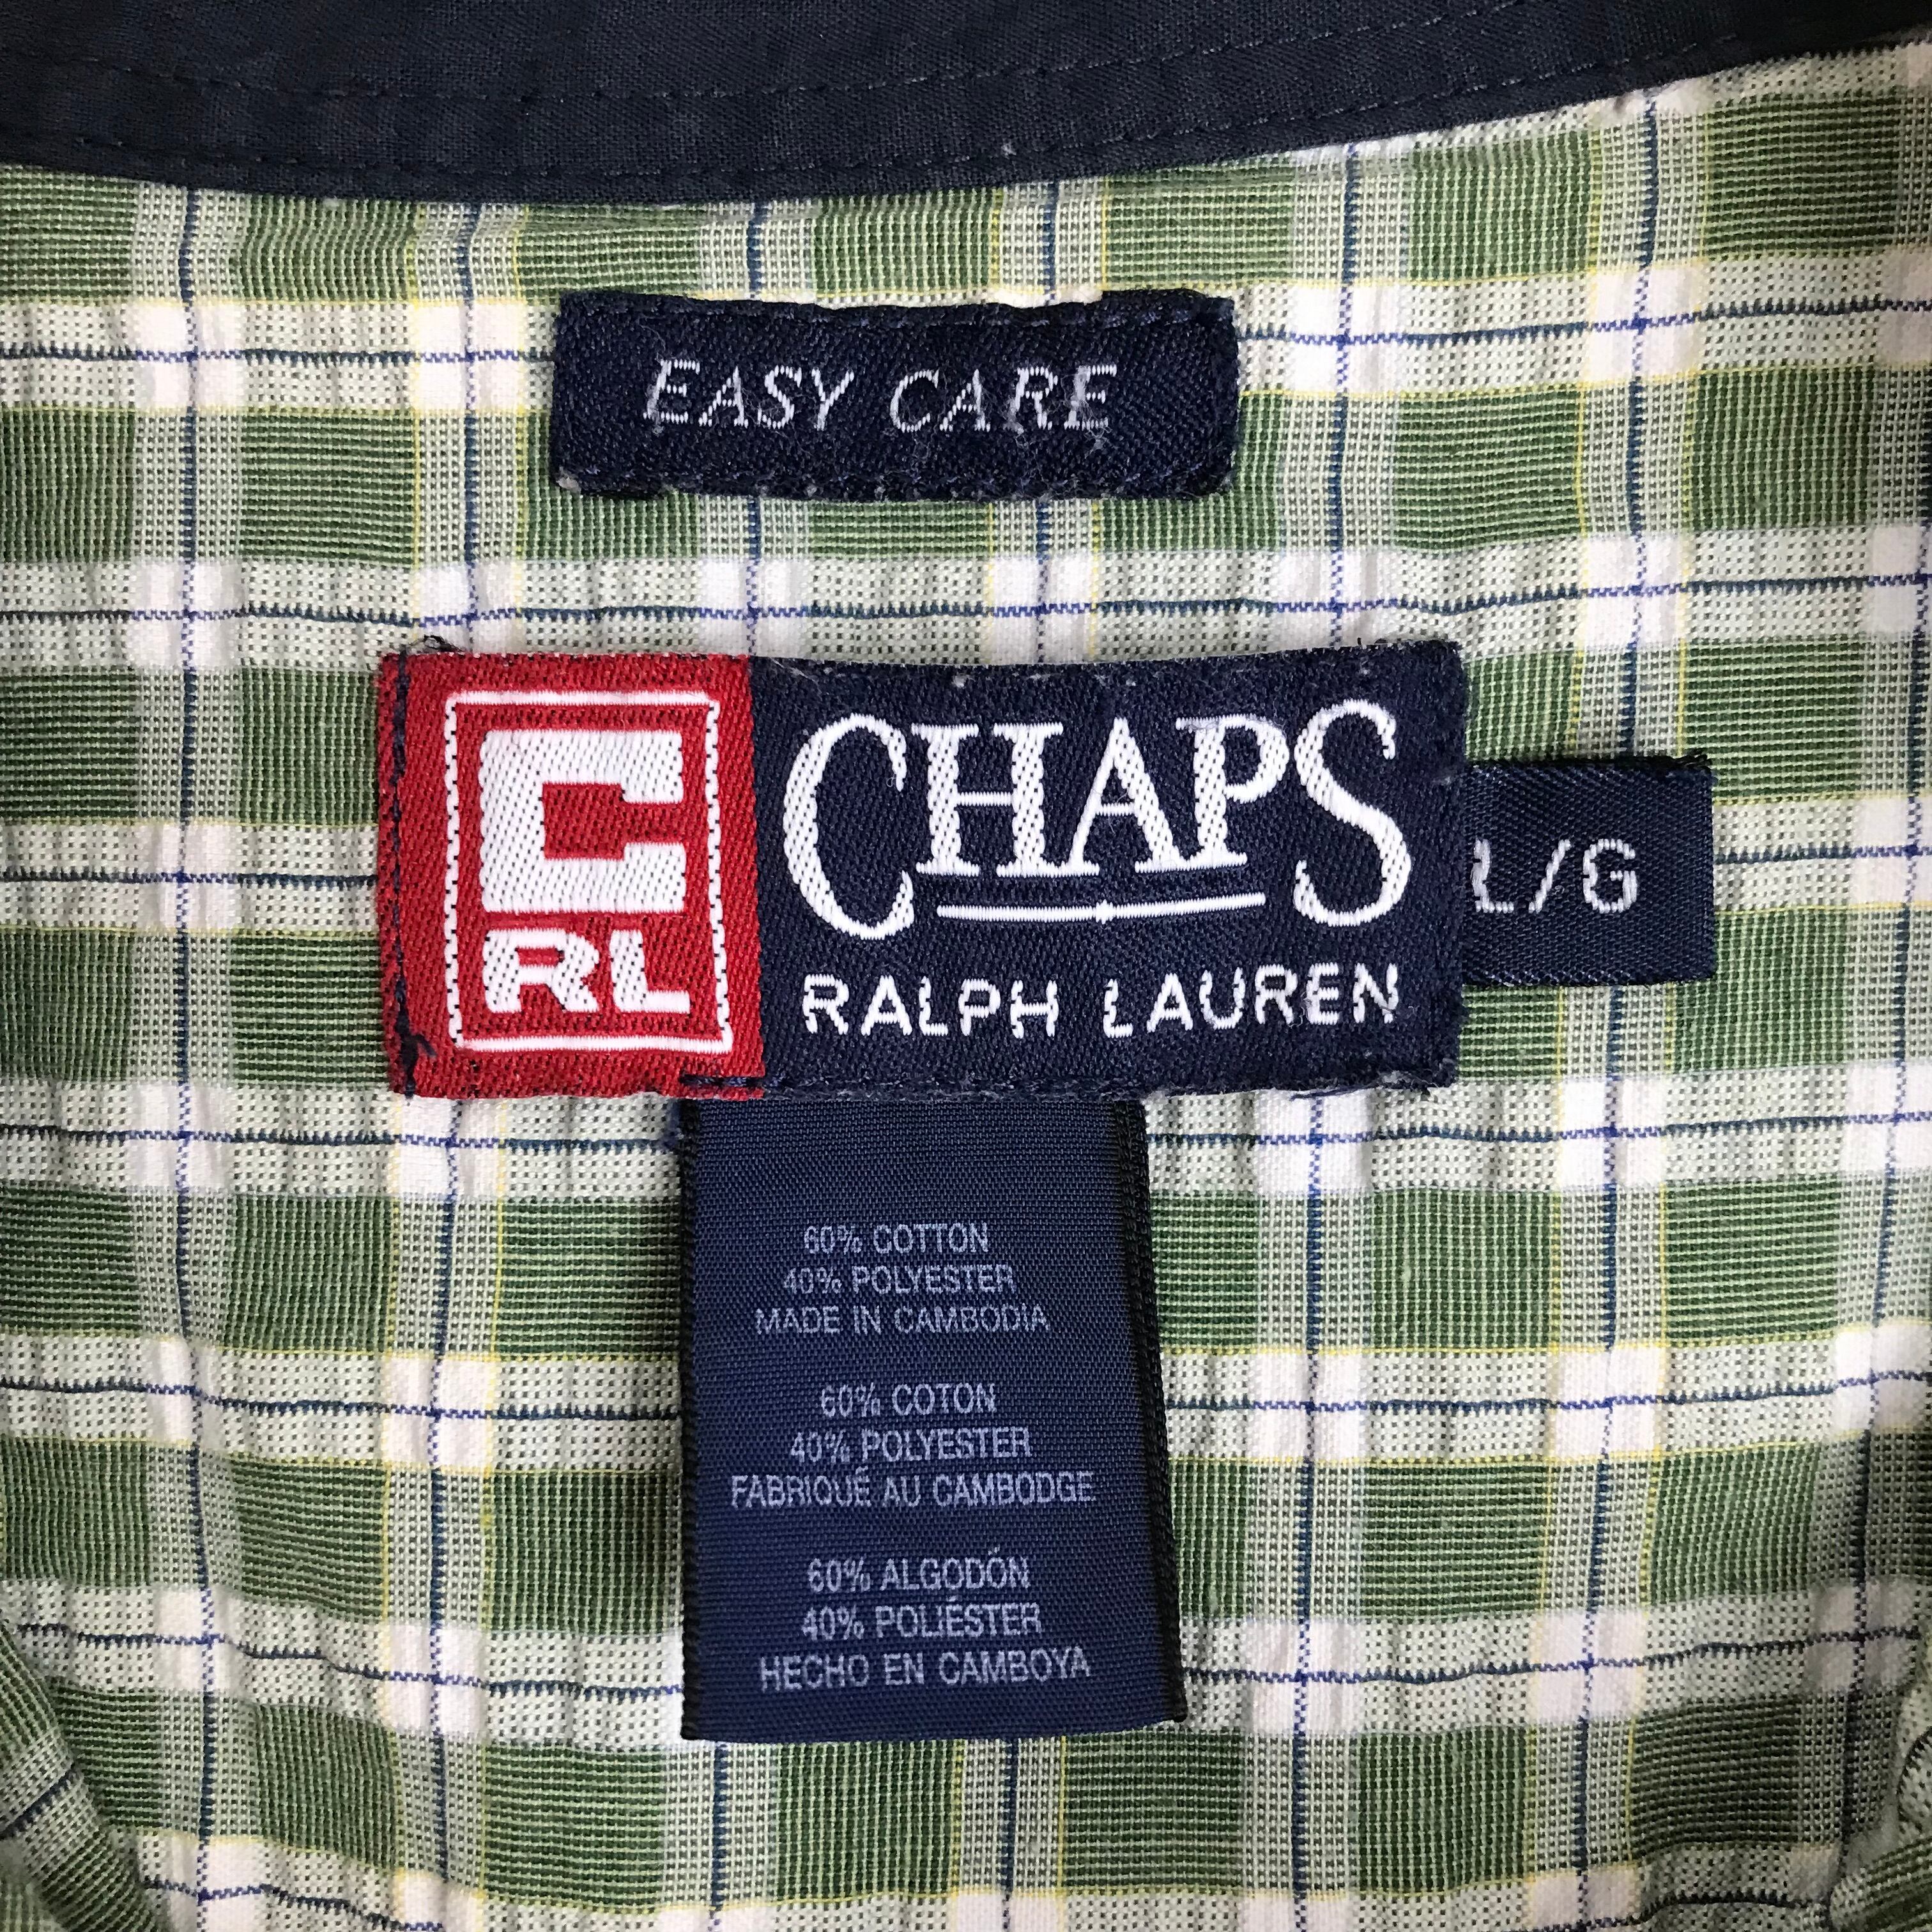 EASY CARE
C
RL
CHAPS
RALPH LAUREN
L/G
60% COTTON
40% POLYESTER
MADE IN CAMBODIA
60% COTON
40% POLYESTER
FABRIQUÉ AU CAMBODGE
60% ALGODÓN
40% POLIÉSTER
HECHO EN CAMBOYA